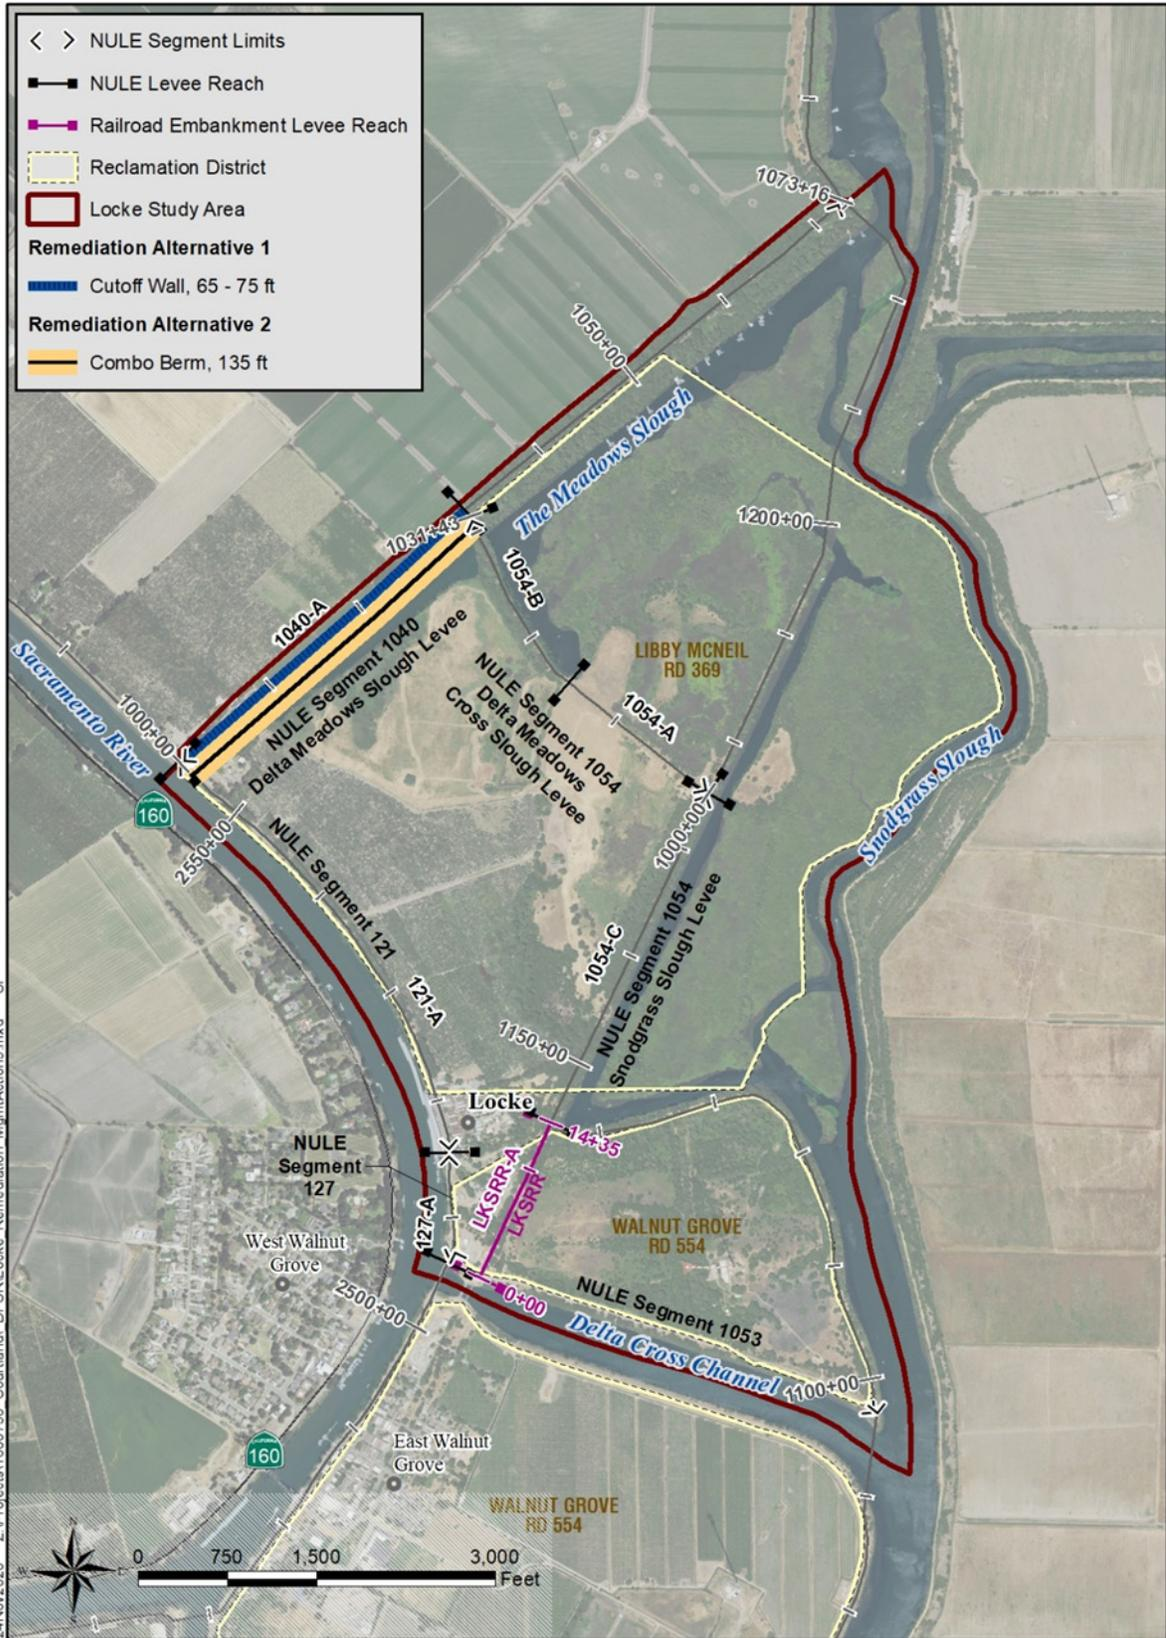 NULE Segment Limits
NULE Levee Reach
Railroad Embankment Levee Reach
Reclamation District
Locke Study Area
Remediation Alternative 1
Cutoff Wall, 65 - 75 ft
Remediation Alternative 2
Combo Berm, 135 ft
1073+16
1050+00
The Meadows Slough
1031+43
1200+00
1054-B
1040-A
NULE Segment 1040
Delta Meadows Slough Levee
LIBBY MCNEIL
RD 369
Sacramento River
1000+00
CALIFORNIA
160
NULE Segment 1054
Delta Meadows
Cross Slough Levee
1054-A
Snodgrass Slough
2550+00
NULE Segment 121
1000+00
121-A
1054-C
NULE Segment 1054
Snodgrass Slough Levee
1150+00
Locke
14+35
NULE
Segment
127
LKSRR-A
LKSRR
127-A
WALNUT GROVE
RD 554
West Walnut
Grove
2500+00
0+00
NULE Segment 1053
Delta Cross Channel
1100+00
CALIFORNIA
160
East Walnut
Grove
WALNUT GROVE
RD 554
N
W
E
S
0 750 1,500 3,000
Feet